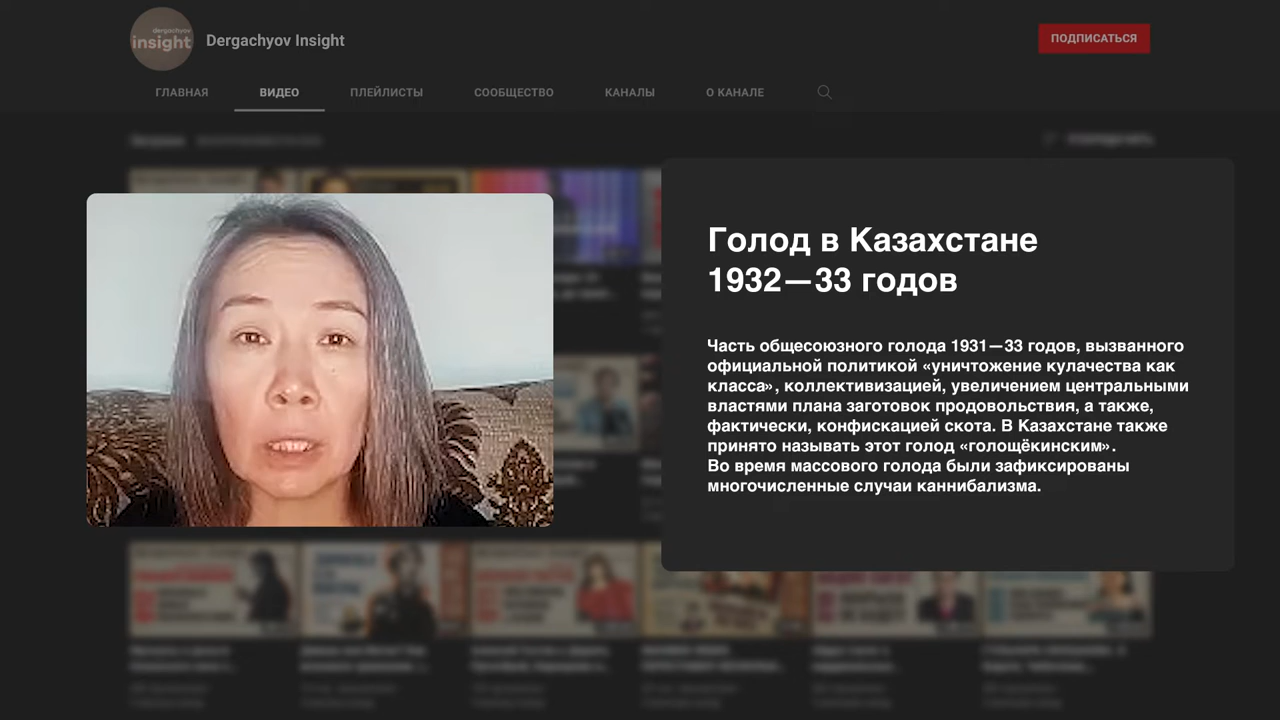 dergachyov
insight
Dergachyov Insight
ПОДПИСАТЬСЯ
ГЛАВНАЯ
ВИДЕО
ПЛЕЙЛИСТЫ
СООБЩЕСТВО
КАНАЛЫ
О КАНАЛЕ
Голод в Казахстане
1932—33 годов
Часть общесоюзного голода 1931—33 годов, вызванного
официальной политикой «уничтожение кулачества как
класса», коллективизацией, увеличением центральными
властями плана заготовок продовольствия, а также,
фактически, конфискацией скота. В Казахстане также
принято называть этот голод «голощёкинским».
Во время массового голода были зафиксированы
многочисленные случаи каннибализма.